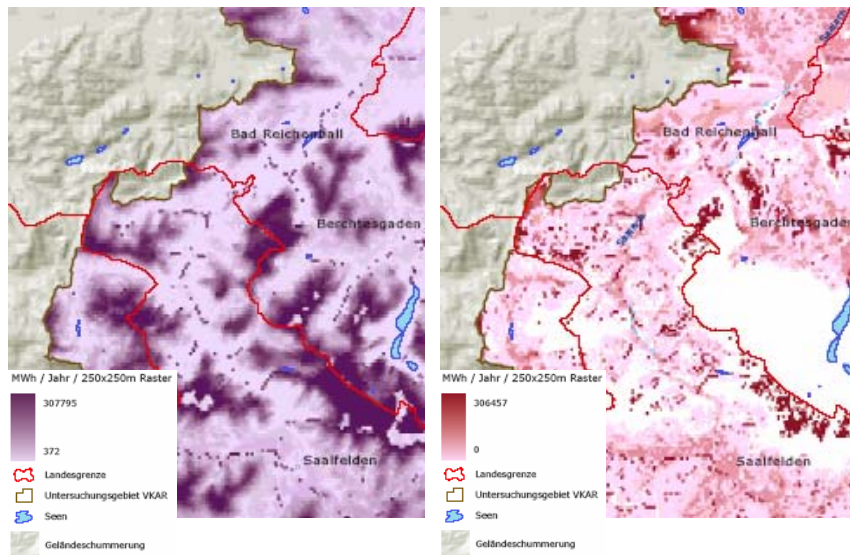 Bad Reichenhall
Berchtesgaden
Saalfelden
MWh / Jahr / 250x250m Raster
307795
372
Landesgrenze
Untersuchungsgebiet VKAR
Seen
Geländeschummerung
Bad Reichenhall
Berchtesgaden
Saalfelden
MWh / Jahr / 250x250m Raster
306457
0
Landesgrenze
Untersuchungsgebiet VKAR
Seen
Geländeschummerung